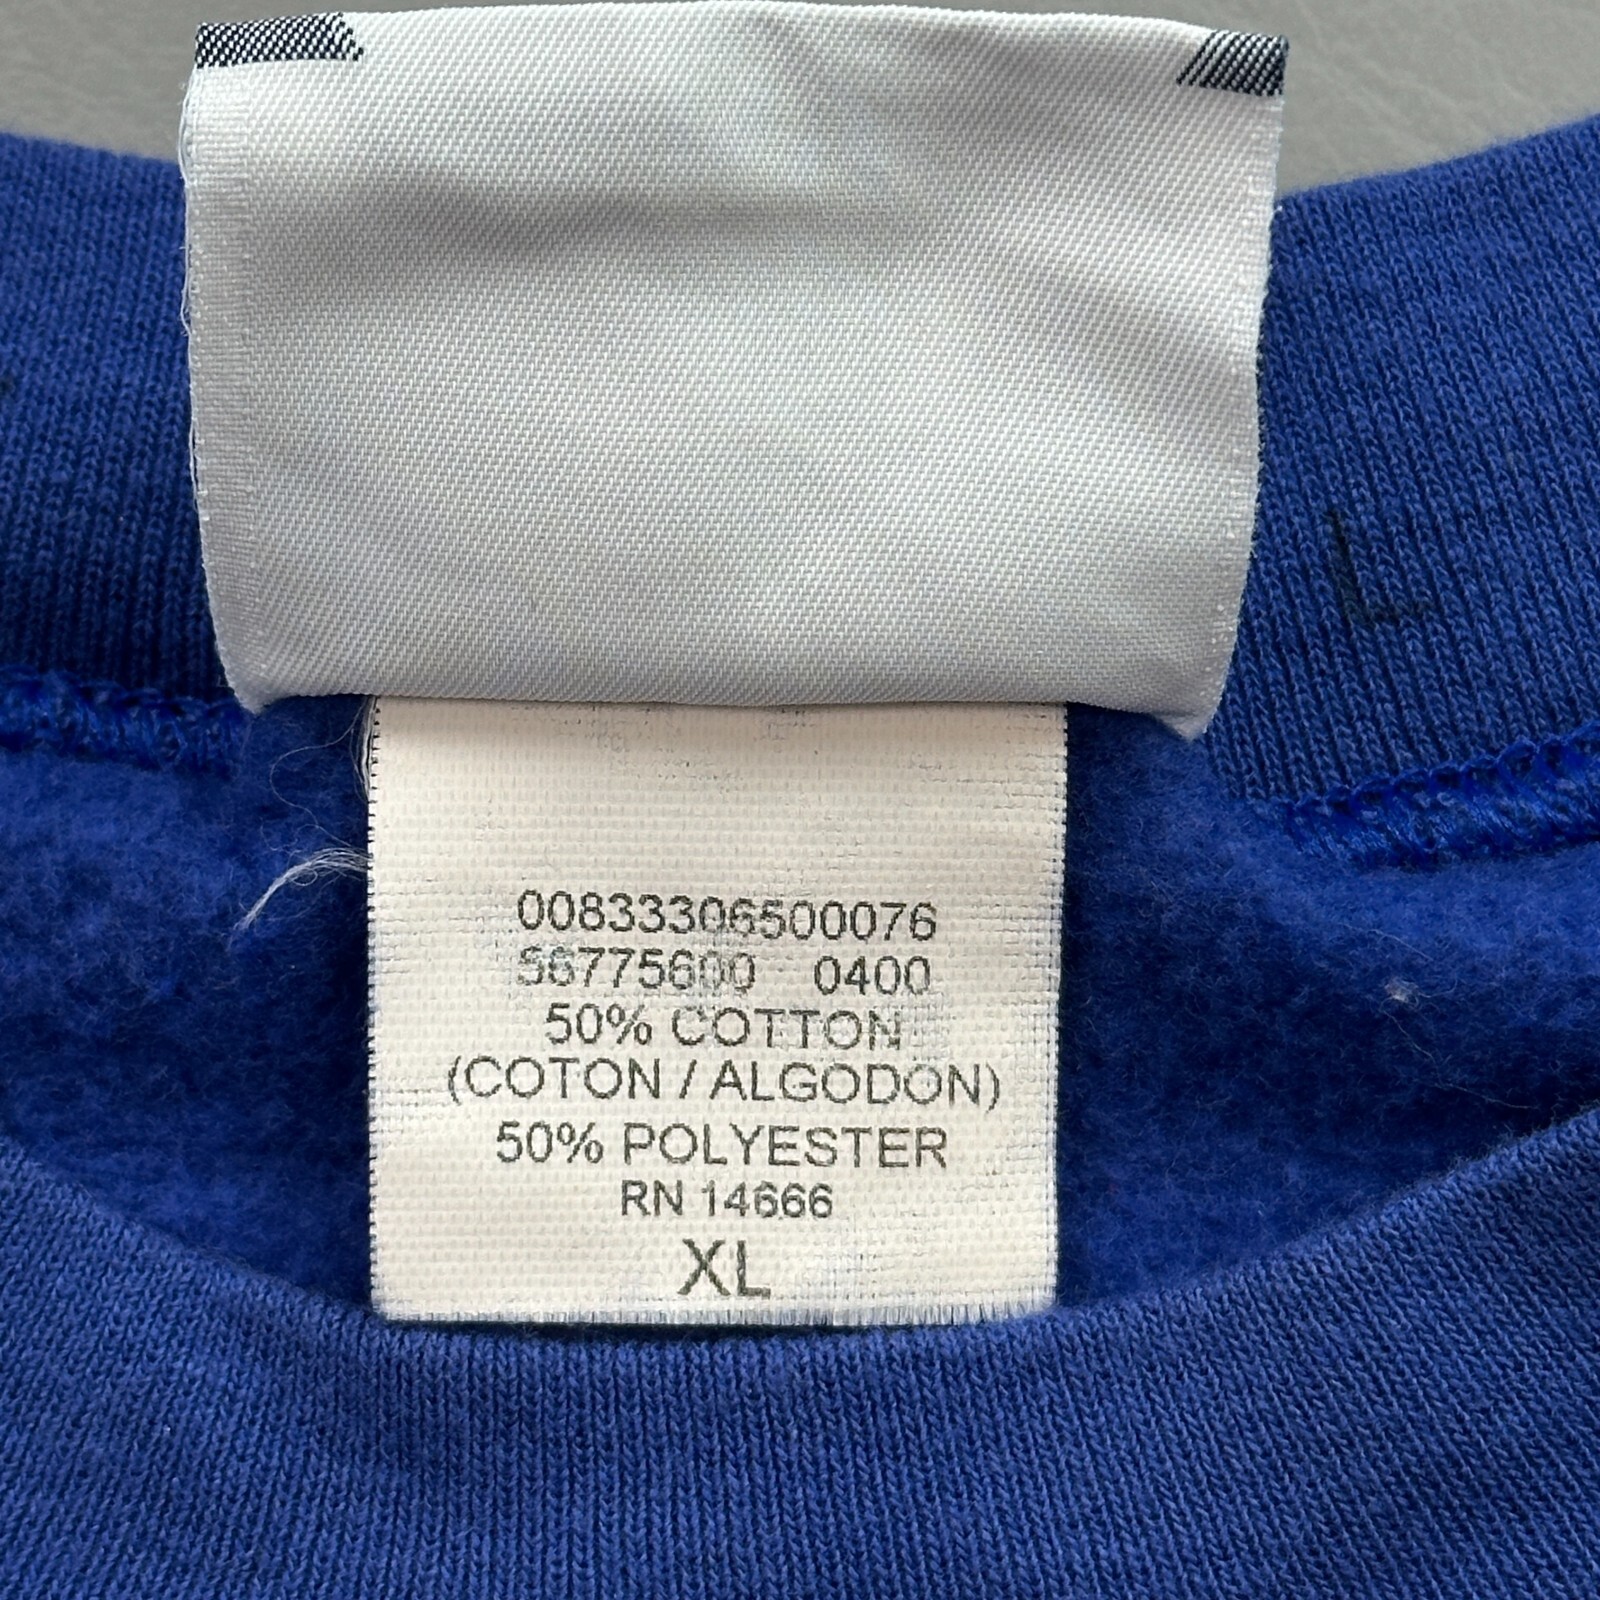 L
00833306500076
56775600 0400
50% COTTON
(COTON / ALGODON)
50% POLYESTER
RN 14666
XL